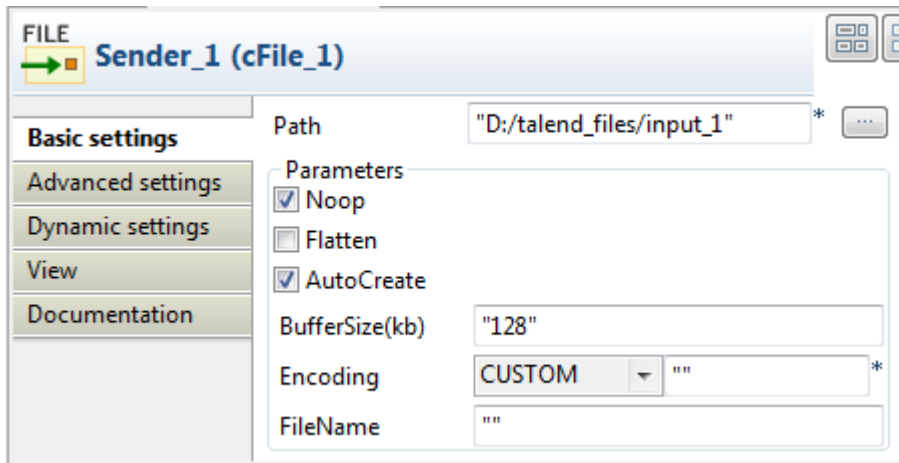 FILE
Sender_1 (cFile_1)
Basic settings
Advanced settings
Dynamic settings
View
Documentation
Path "D:/talend_files/input_1" * ...
Parameters
Noop
Flatten
AutoCreate
BufferSize(kb) "128"
Encoding CUSTOM "" *
FileName ""